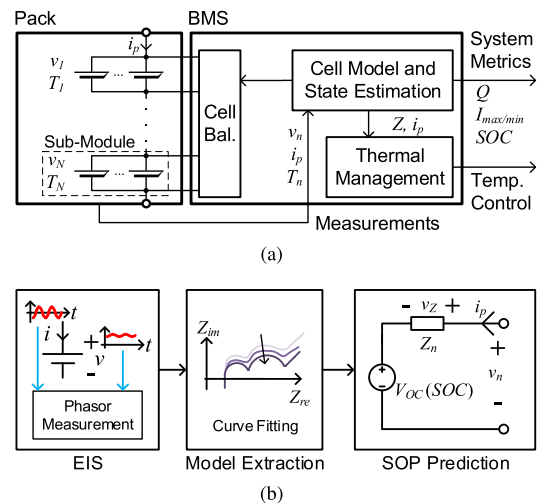 Pack
BMS
i_p
v_1
T_1
...
Sub-Module
v_N
T_N
...
Cell
Bal.
Cell Model and
State Estimation
v_n
i_p
T_n
Z, i_p
Thermal
Management
System
Metrics
Q
I_max/min
SOC
Temp.
Control
Measurements
(a)
t
i
+
v
-
t
Phasor
Measurement
EIS
Z_im
Z_re
Curve Fitting
Model Extraction
- v_Z +
i_p
Z_n
+
v_n
-
+
-
V_OC(SOC)
SOP Prediction
(b)